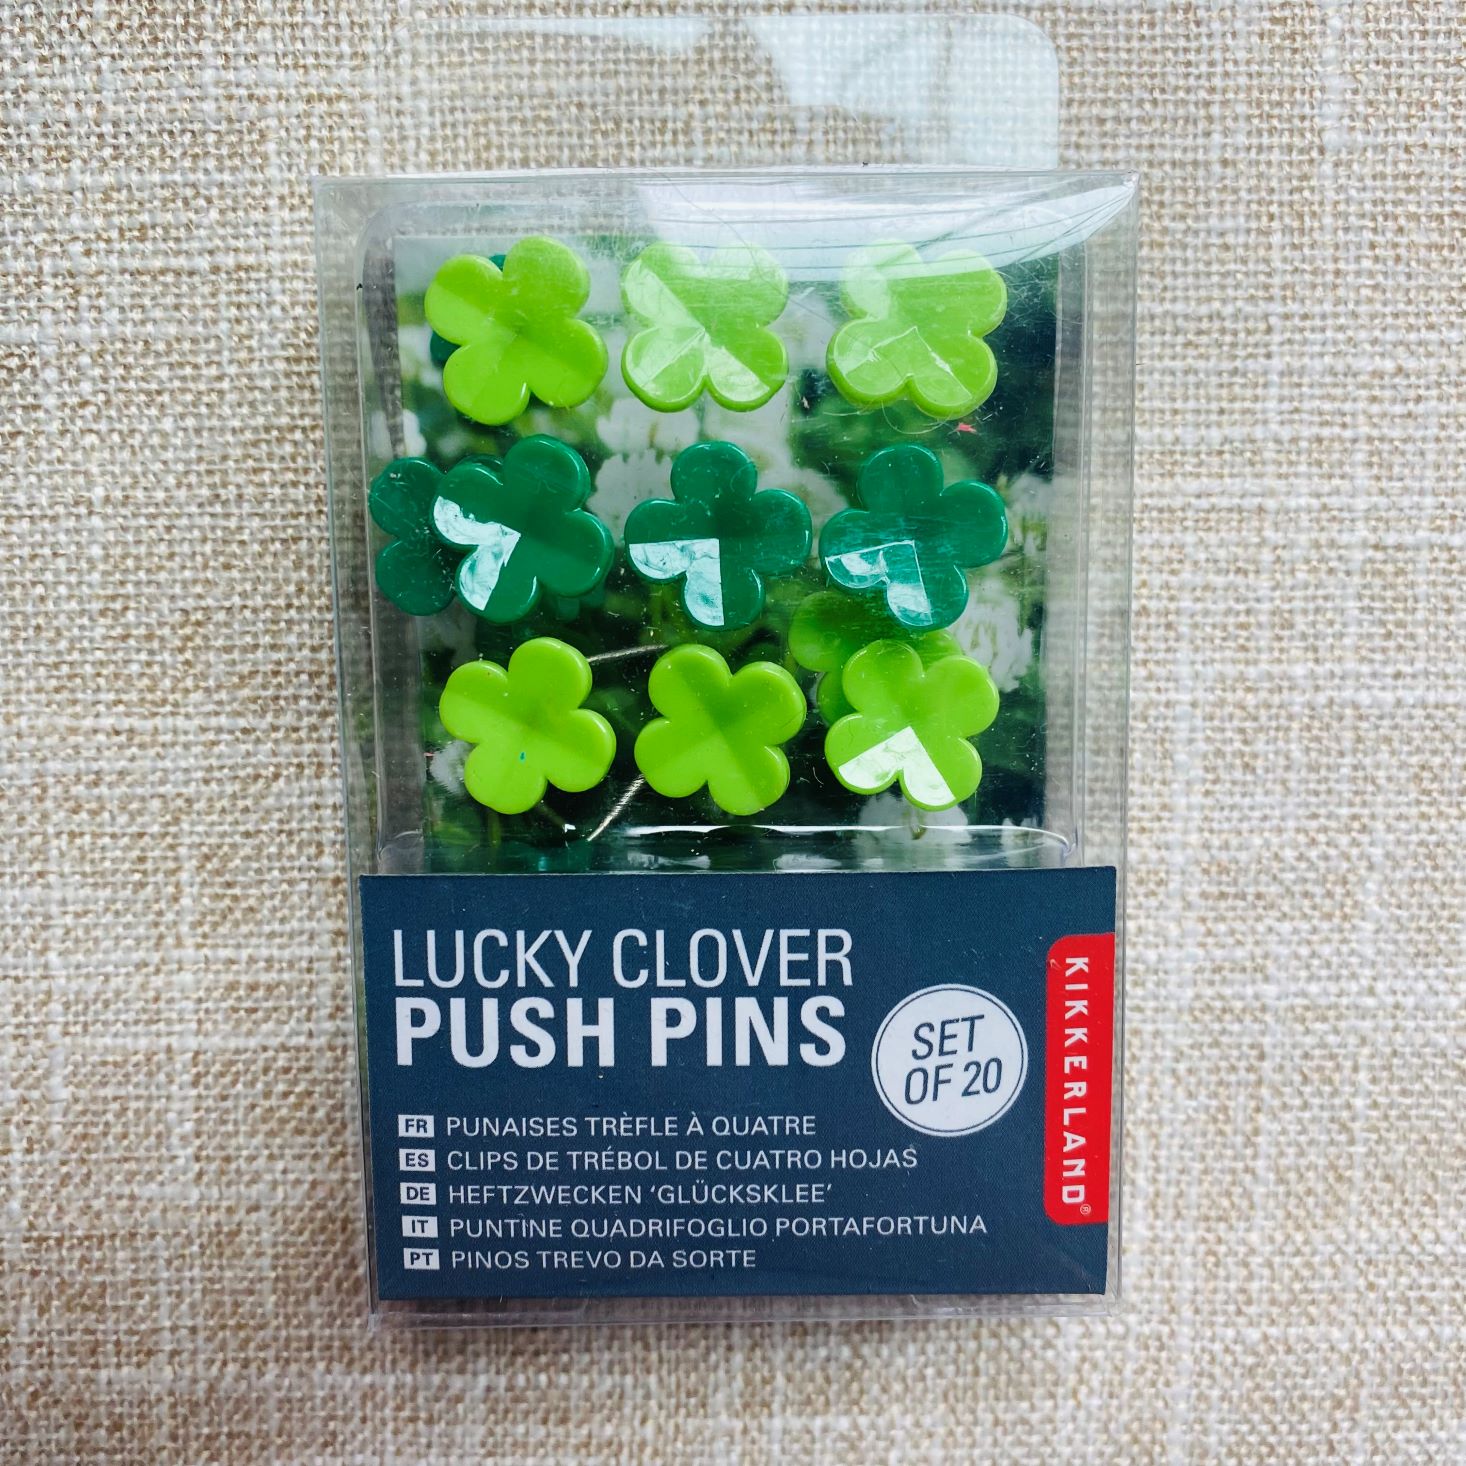 LUCKY CLOVER
PUSH PINS
SET
OF 20
KIKKERLAND®
FR PUNAISES TRÈFLE À QUATRE
ES CLIPS DE TRÉBOL DE CUATRO HOJAS
DE HEFTZWECKEN ‘GLÜCKSKLEE’
IT PUNTINE QUADRIFOGLIO PORTAFORTUNA
PT PINOS TREVO DA SORTE